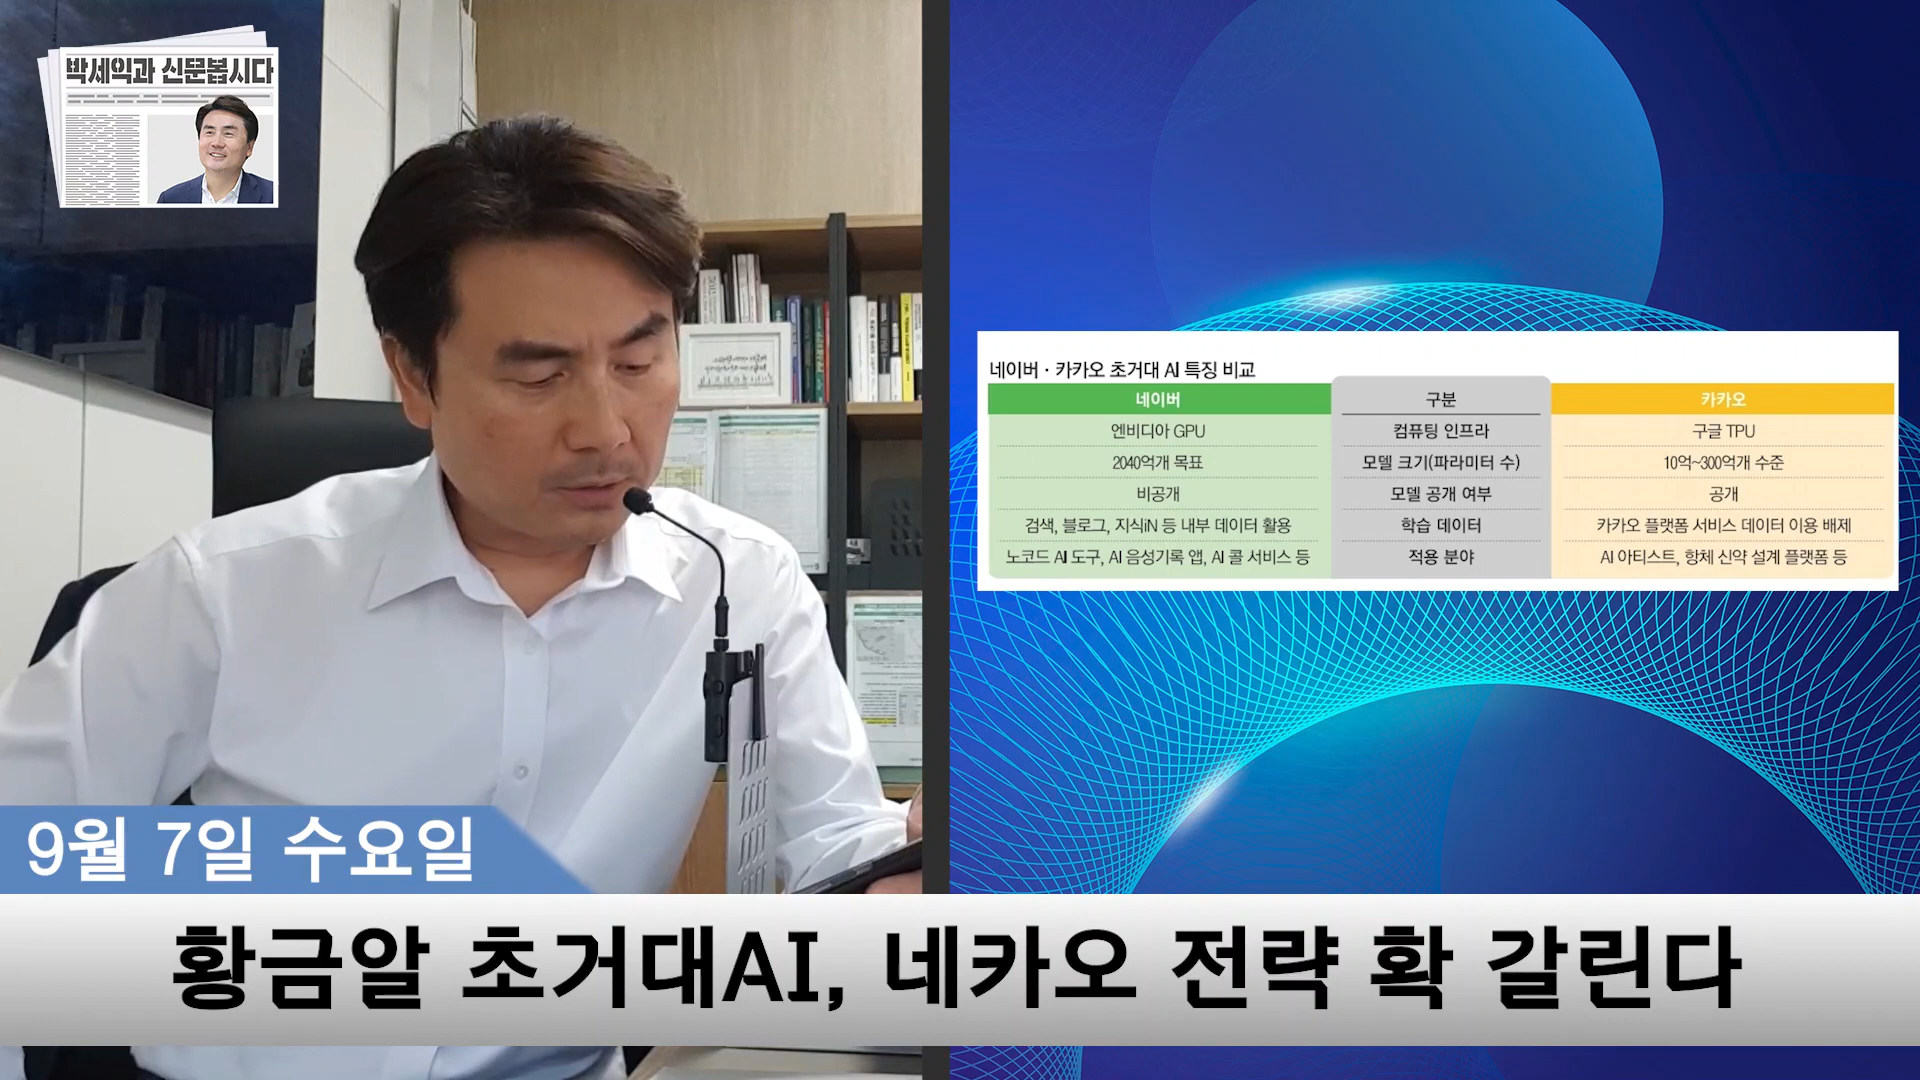 박세익과 신문봅시다
네이버·카카오 초거대 AI 특징 비교
네이버 구분 카카오
엔비디아 GPU 컴퓨팅 인프라 구글 TPU
2040억개 목표 모델 크기(파라미터 수) 10억~300억개 수준
비공개 모델 공개 여부 공개
검색, 블로그, 지식iN 등 내부 데이터 활용 학습 데이터 카카오 플랫폼 서비스 데이터 이용 배제
노코드 AI 도구, AI 음성기록 앱, AI 콜 서비스 등 적용 분야 AI 아티스트, 항체 신약 설계 플랫폼 등
9월 7일 수요일
황금알 초거대AI, 네카오 전략 확 갈린다